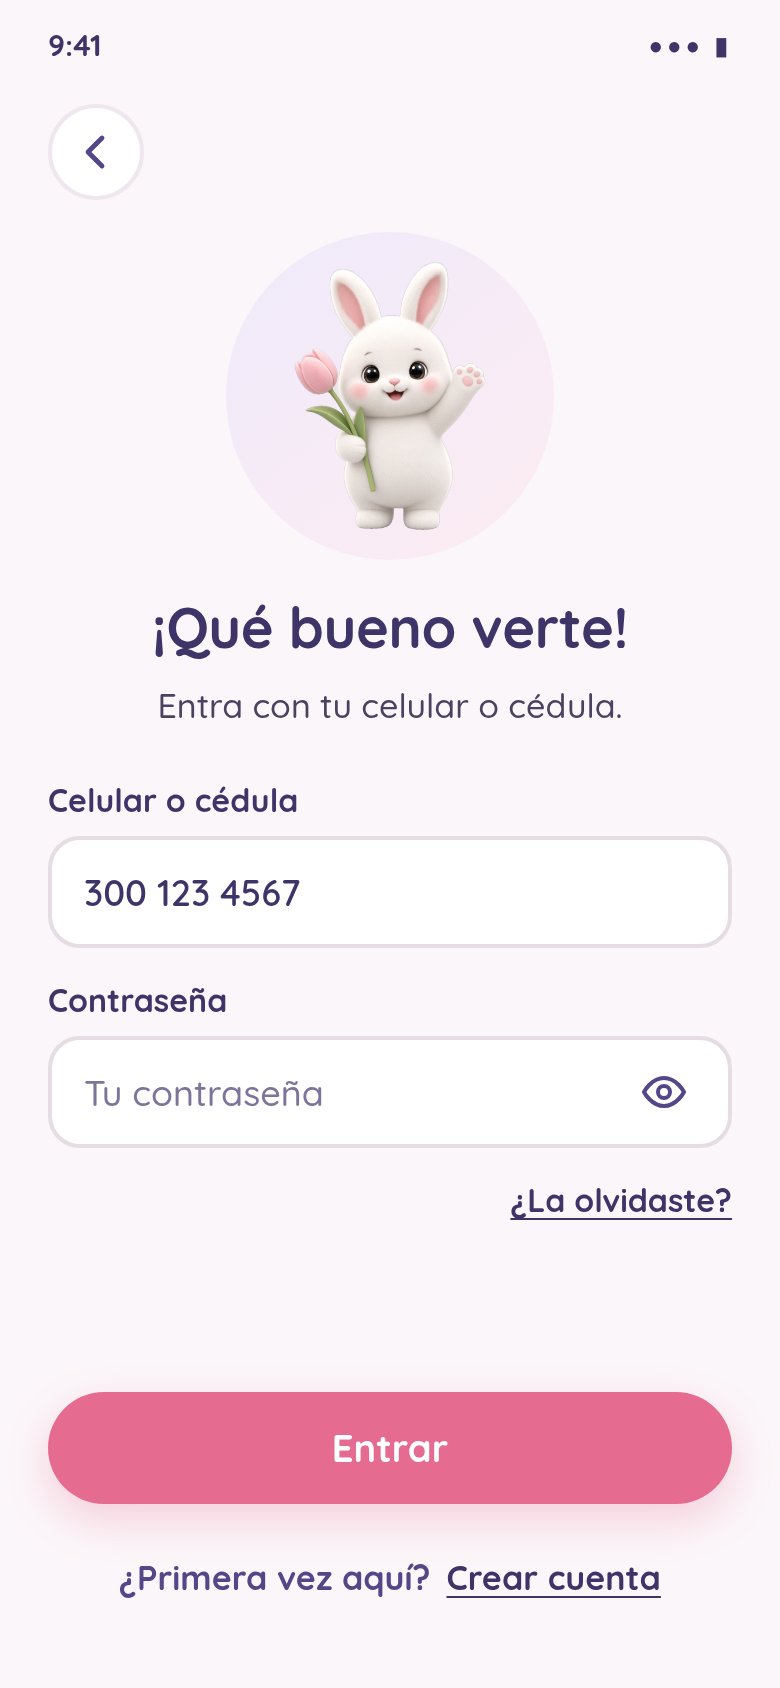 9:41
¡Qué bueno verte!
Entra con tu celular o cédula.
Celular o cédula
300 123 4567
Contraseña
Tu contraseña
¿La olvidaste?
Entrar
¿Primera vez aquí? Crear cuenta